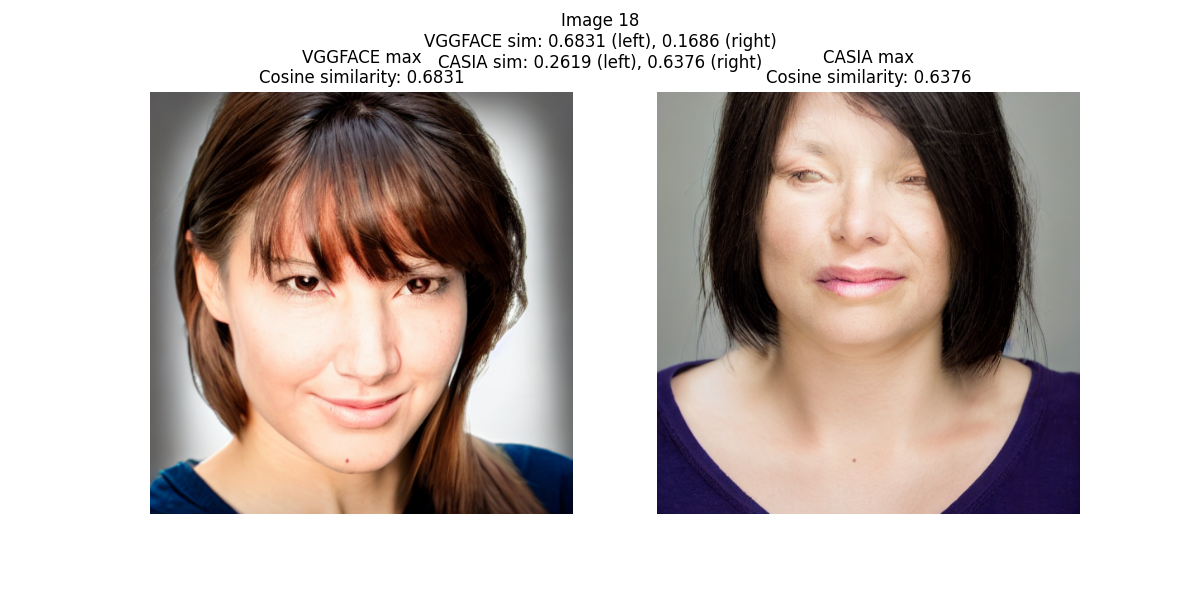 Image 18
VGGFACE sim: 0.6831 (left), 0.1686 (right)
CASIA sim: 0.2619 (left), 0.6376 (right)
VGGFACE max
Cosine similarity: 0.6831
CASIA max
Cosine similarity: 0.6376